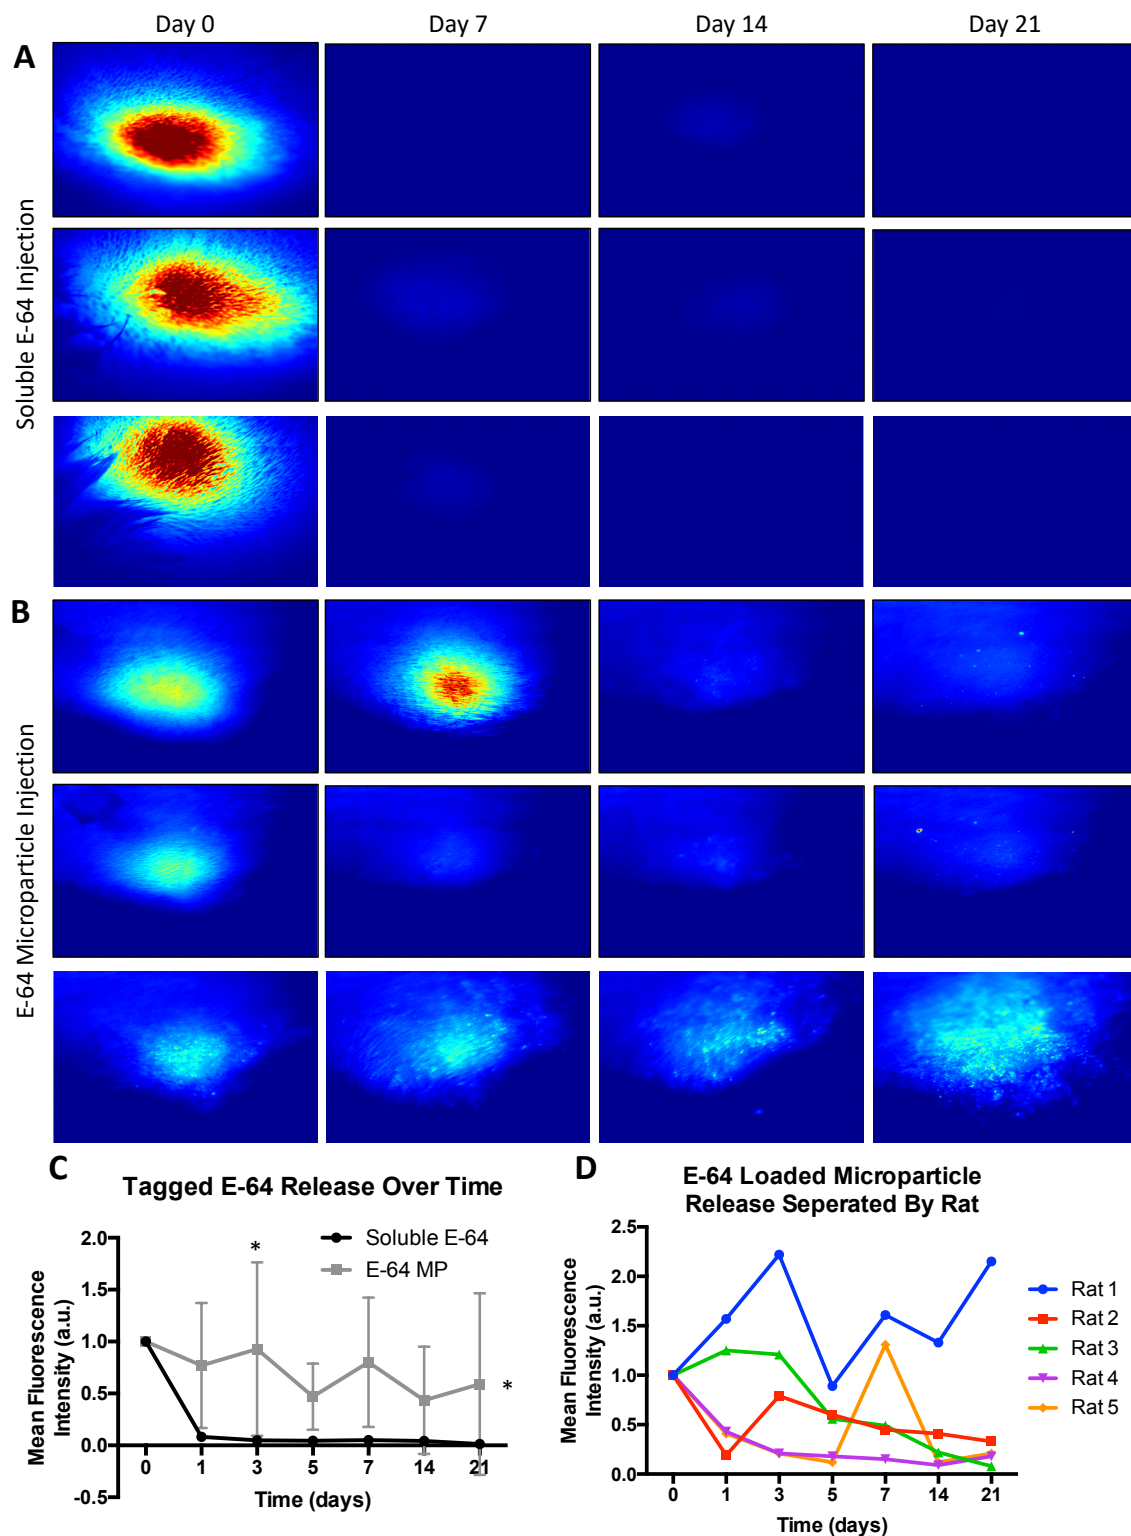 Day 0 Day 7 Day 14 Day 21
A
Soluble E-64 Injection
B
E-64 Microparticle Injection
C
Tagged E-64 Release Over Time
Soluble E-64
E-64 MP
*
*
2.0
1.5
1.0
0.5
0.0
-0.5
Mean Fluorescence
Intensity (a.u.)
0 1 3 5 7 14 21
Time (days)
D
E-64 Loaded Microparticle
Release Seperated By Rat
2.5
2.0
1.5
1.0
0.5
0.0
Mean Fluorescence
Intensity (a.u.)
0 1 3 5 7 14 21
Time (days)
Rat 1
Rat 2
Rat 3
Rat 4
Rat 5